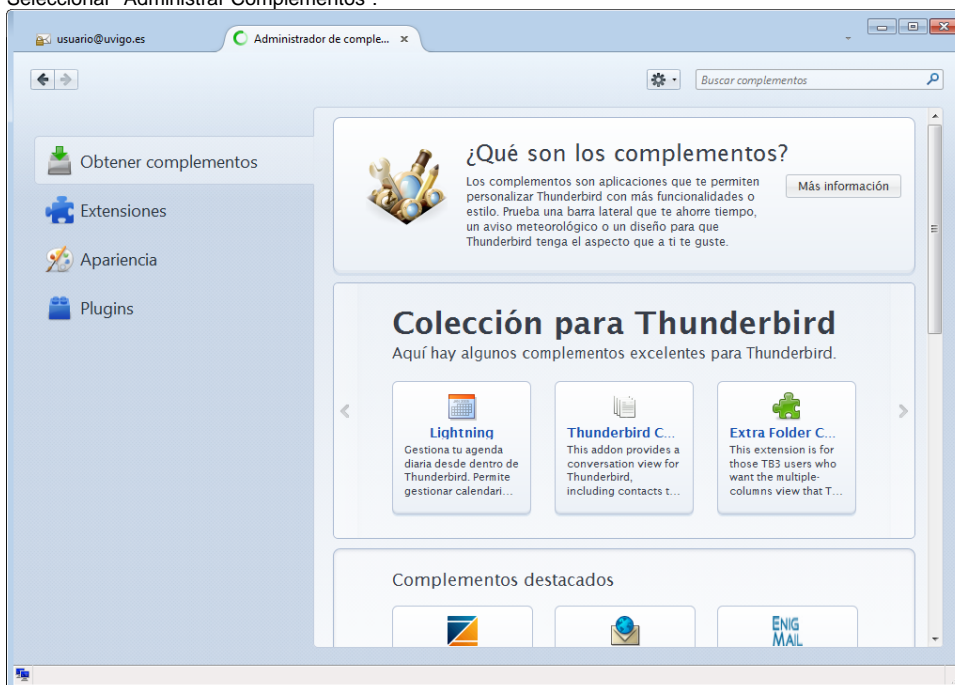 Seleccionar "Administrar Complementos".
usuario@uvigo.es
Administrador de comple...
Buscar complementos
Obtener complementos
Extensiones
Apariencia
Plugins
¿Qué son los complementos?
Los complementos son aplicaciones que te permiten
personalizar Thunderbird con más funcionalidades o
estilo. Prueba una barra lateral que te ahorre tiempo,
un aviso meteorológico o un diseño para que
Thunderbird tenga el aspecto que a ti te guste.
Más información
Colección para Thunderbird
Aquí hay algunos complementos excelentes para Thunderbird.
Lightning
Gestiona tu agenda
diaria desde dentro de
Thunderbird. Permite
gestionar calendari...
Thunderbird C...
This addon provides a
conversation view for
Thunderbird,
including contacts t...
Extra Folder C...
This extension is for
those TB3 users who
want the multiple-
columns view that T...
Complementos destacados
ENIG
MAIL